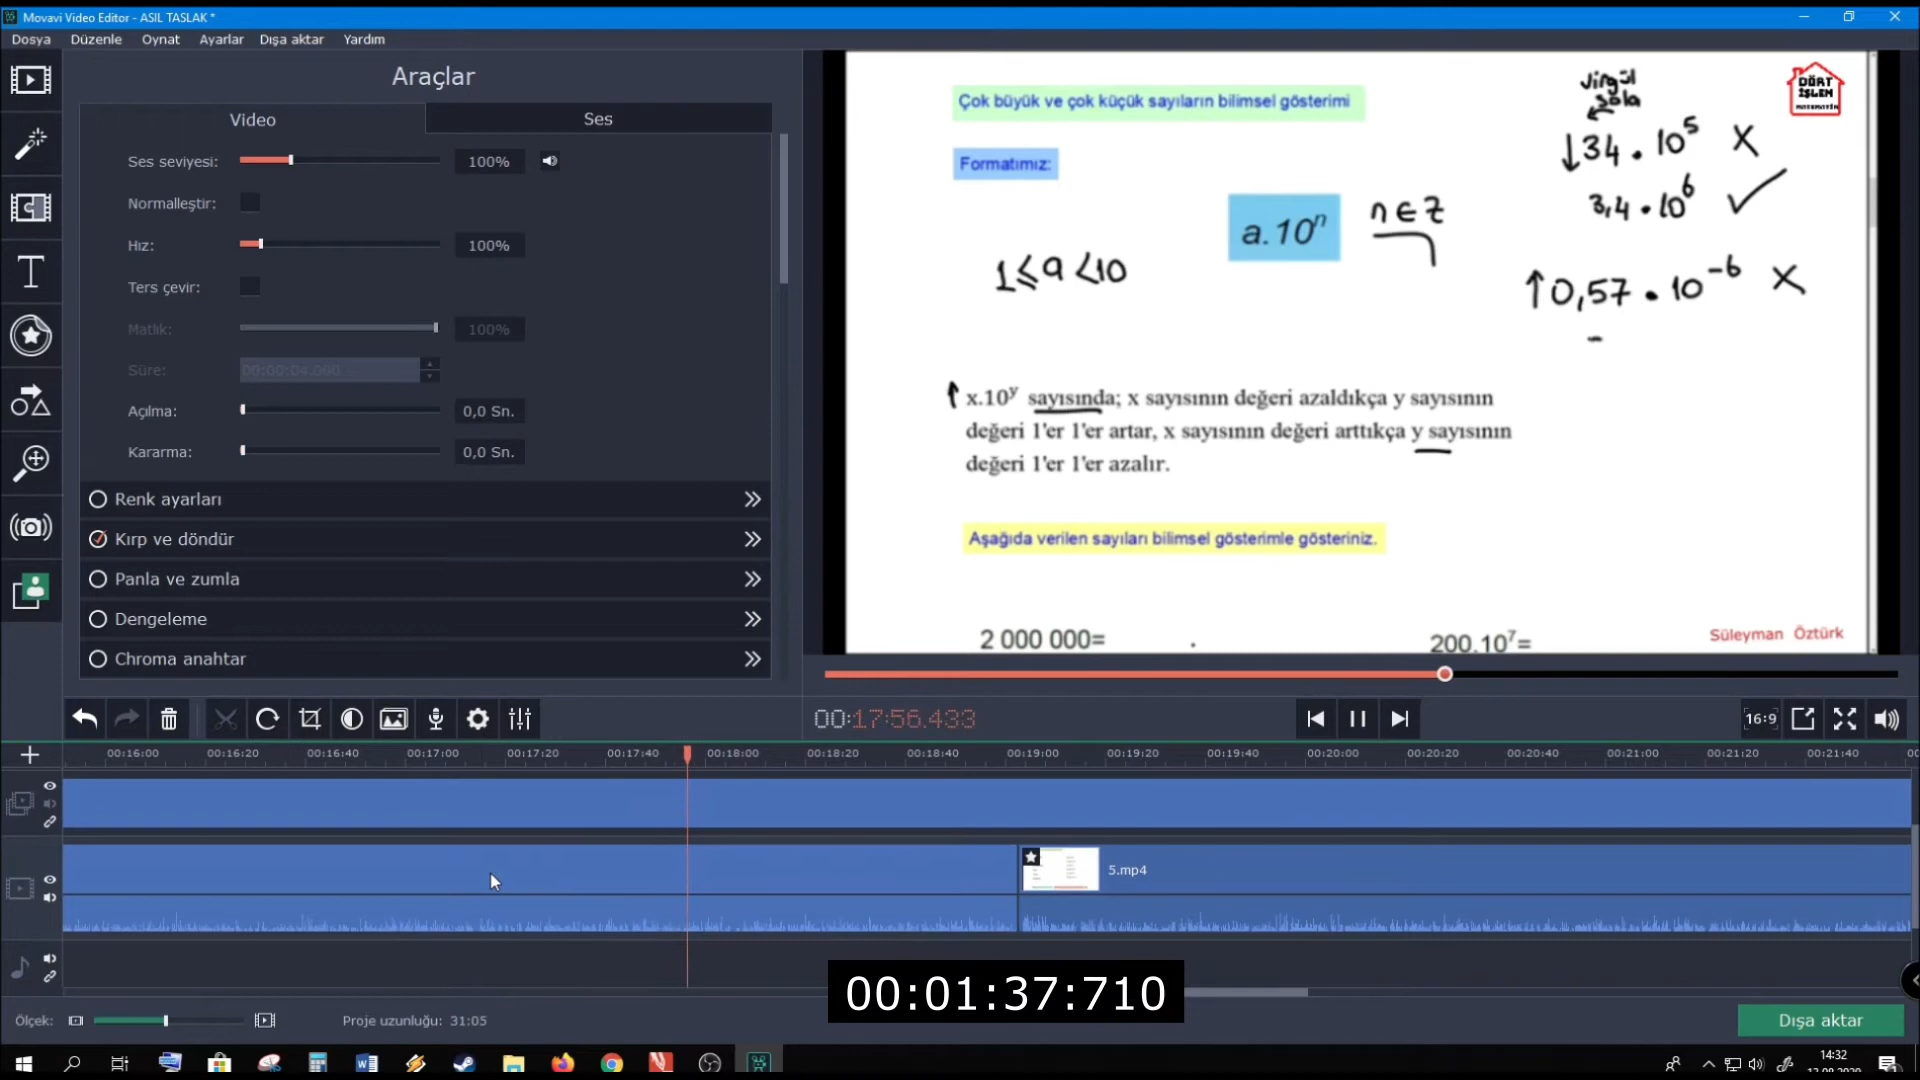 Movavi Video Editor - ASIL TASLAK *
Dosya Düzenle Oynat Ayarlar Dışa aktar Yardım
Araçlar
Video Ses
Ses seviyesi: 100%
Normalleştir:
Hız: 100%
Ters çevir:
Matlık: 100%
Süre: 00:00:04.000
Açılma: 0,0 Sn.
Kararma: 0,0 Sn.
Renk ayarları
Kırp ve döndür
Panla ve zumla
Dengeleme
Chroma anahtar
Çok büyük ve çok küçük sayıların bilimsel gösterimi
Formatımız:
a.10ⁿ
n ∈ Z
1 ≤ a < 10
virgül
sola
DÖRT
İŞLEM
MATEMATİK
↓34 . 10⁵ X
3,4 . 10⁶ ✓
↑0,57 . 10⁻⁶ X
↑ x.10ʸ sayısında; x sayısının değeri azaldıkça y sayısının
değeri 1'er 1'er artar, x sayısının değeri arttıkça y sayısının
değeri 1'er 1'er azalır.
Aşağıda verilen sayıları bilimsel gösterimle gösteriniz.
2 000 000= .
200.10⁷=
Süleyman Öztürk
00:17:56.433
16:9
00:16:00 00:16:20 00:16:40 00:17:00 00:17:20 00:17:40 00:18:00 00:18:20 00:18:40 00:19:00 00:19:20 00:19:40 00:20:00 00:20:20 00:20:40 00:21:00 00:21:20 00:21:40
5.mp4
00:01:37:710
Ölçek: Proje uzunluğu: 31:05
Dışa aktar
14:32